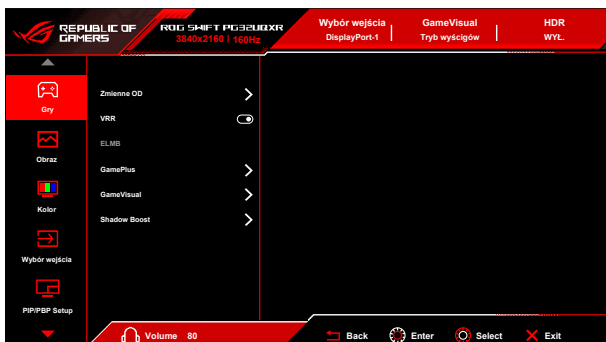 REPUBLIC OF
GAMERS
ROG SWIFT PG32UQXR
3840x2160 | 160Hz
Wybór wejścia
DisplayPort-1
GameVisual
Tryb wyścigów
HDR
WYŁ.
Gry
Obraz
Kolor
Wybór wejścia
PIP/PBP Setup
Zmienne OD
VRR
ELMB
GamePlus
GameVisual
Shadow Boost
Volume 80
Back
Enter
Select
Exit